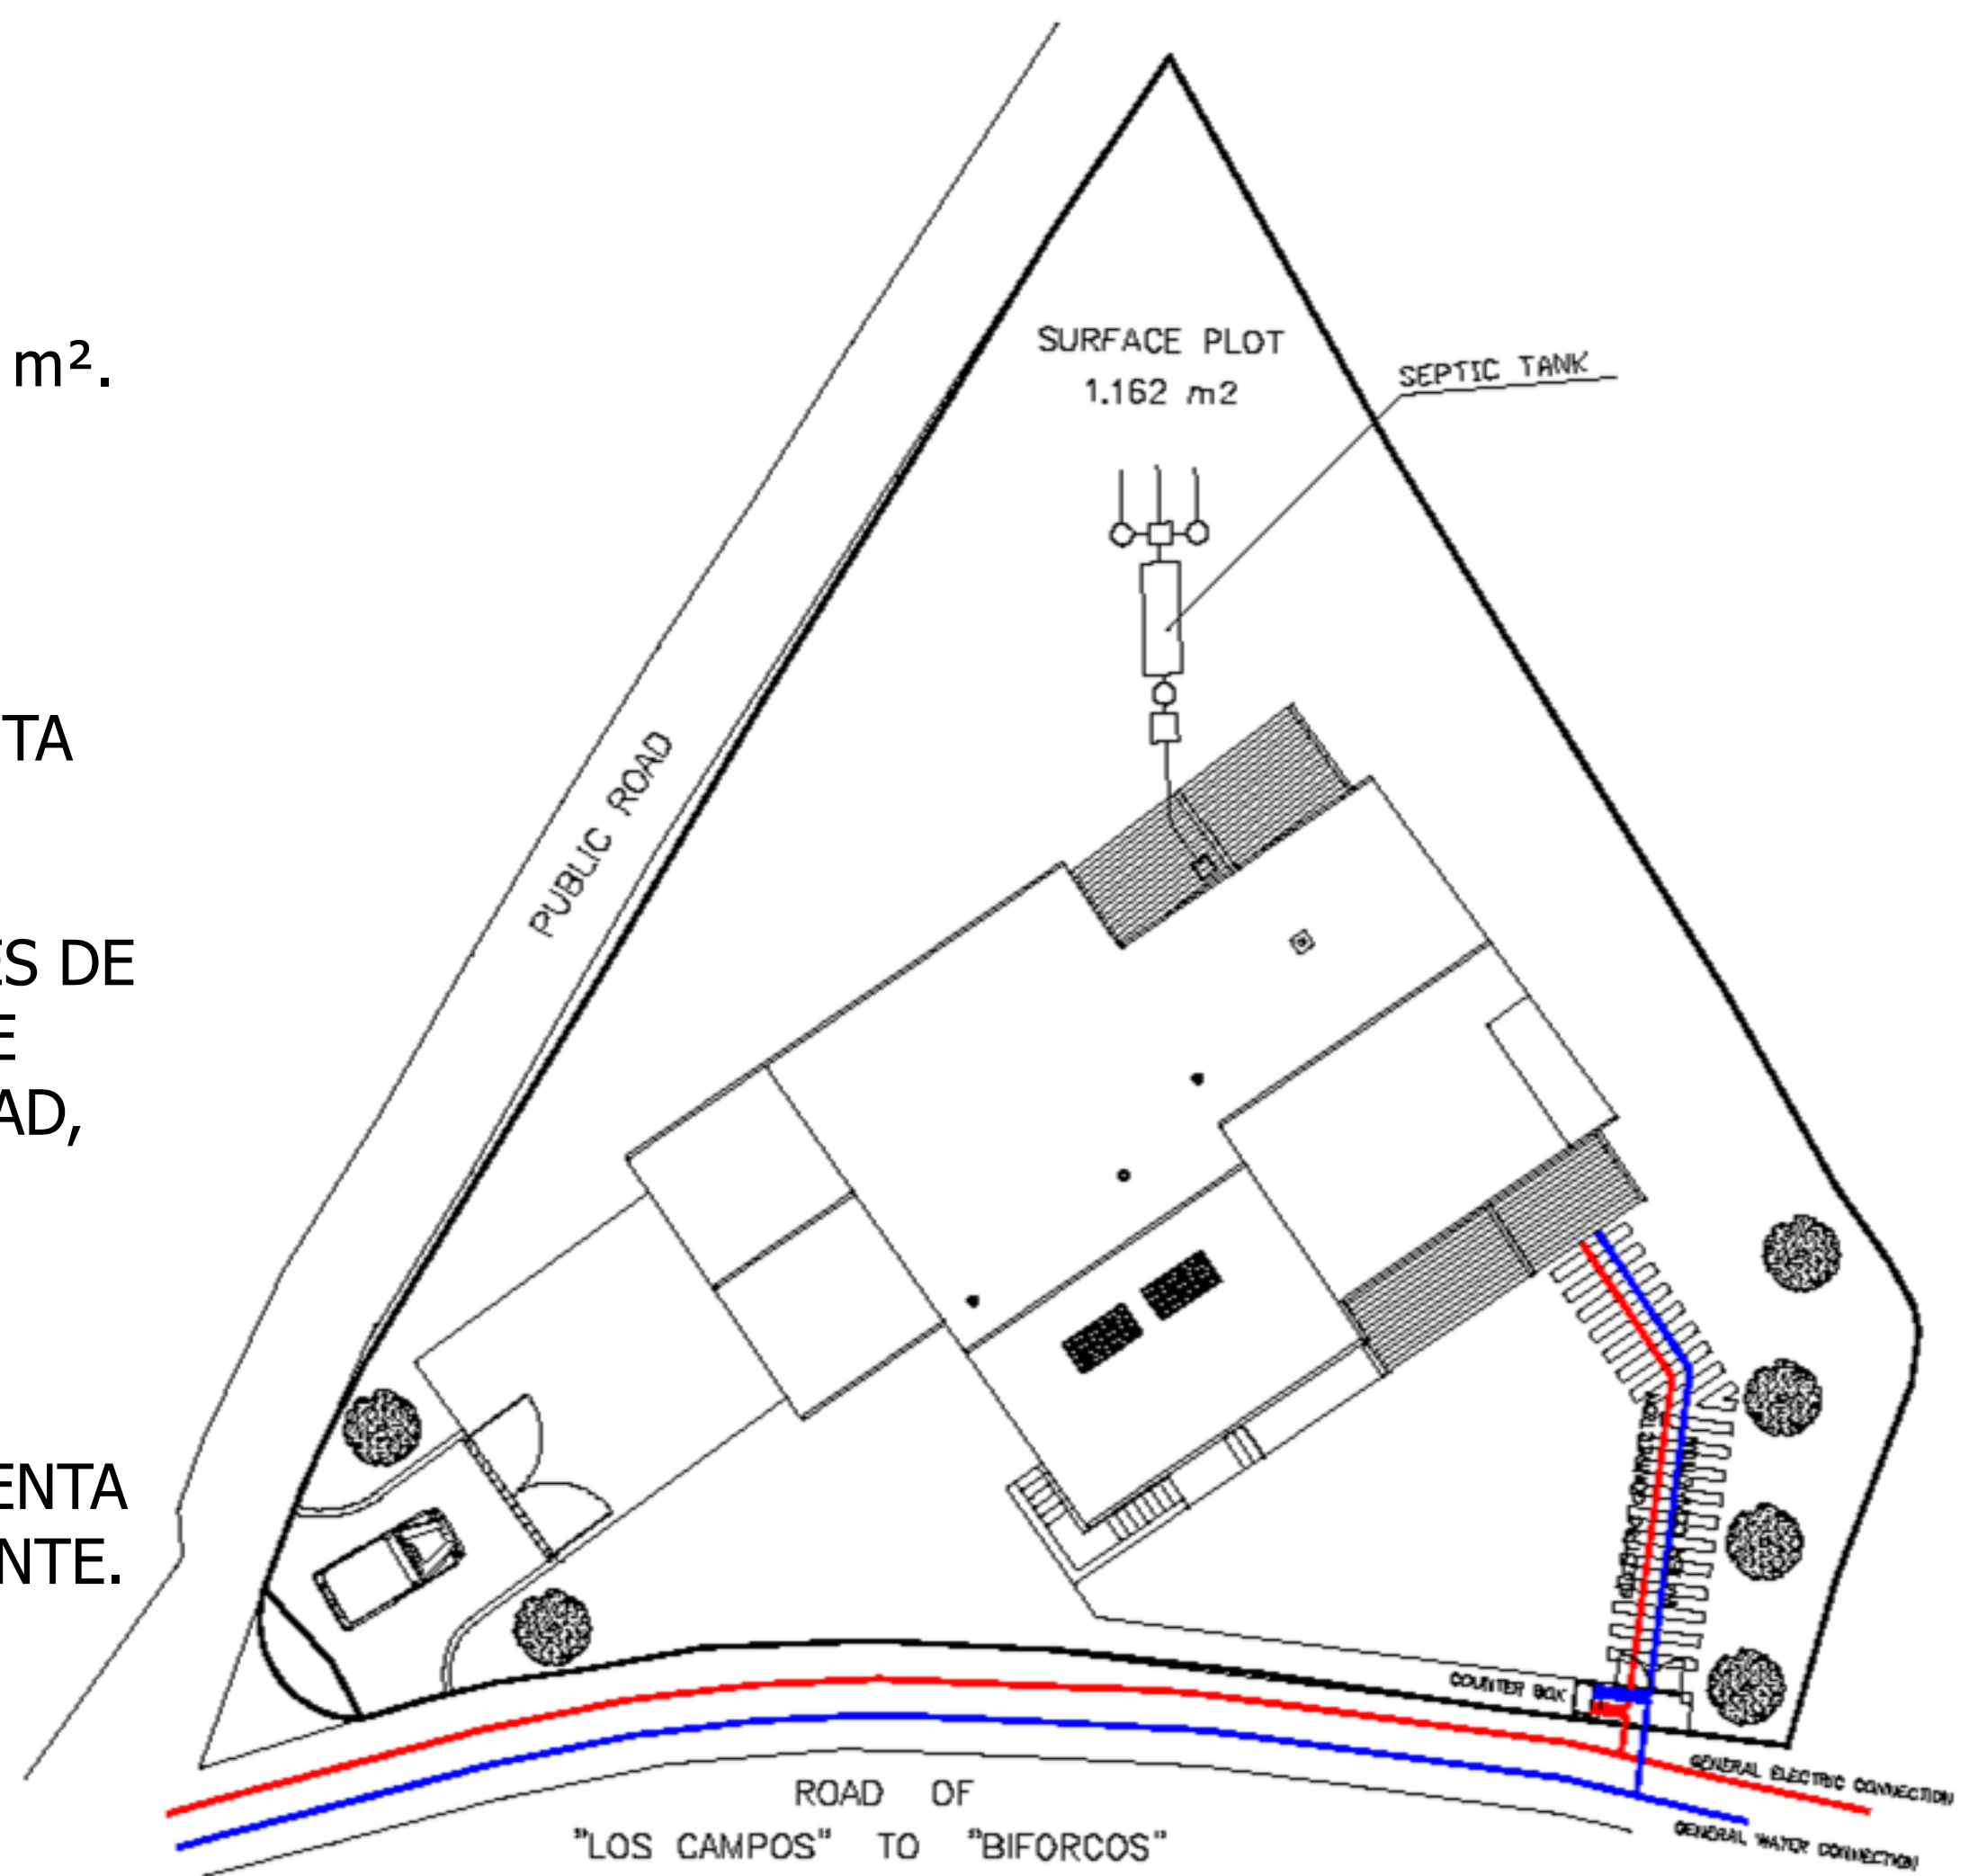 m².
TA
ES DE
E
AD,
ENTA
NTE.
SURFACE PLOT
1.162 m2
SEPTIC TANK
PUBLIC ROAD
COUNTER BOX
GENERAL ELECTRIC CONNECTION
GENERAL WATER CONNECTION
ROAD OF
"LOS CAMPOS" TO "BIFORCOS"